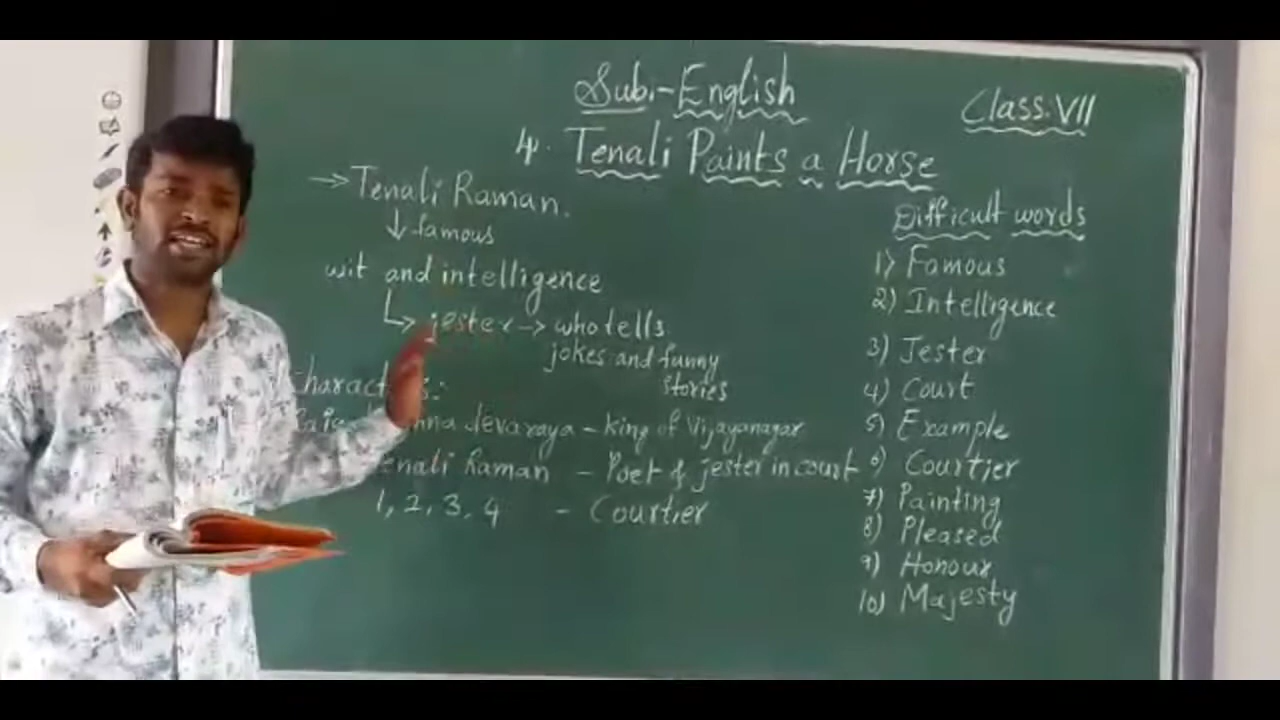 Sub:-English
Class:VII
4. Tenali Paints a Horse
→ Tenali Raman.
↓ famous
wit and intelligence
↳ jester → who tells
jokes and funny
stories
Characters:
devaraya - King of Vijayanagar
Tenali Raman - Poet & jester in court
1, 2, 3, 4 - Courtier
Difficult words
1) Famous
2) Intelligence
3) Jester
4) Court
5) Example
6) Courtier
7) Painting
8) Pleased
9) Honour
10) Majesty